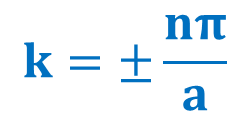 k = ± nπ/a